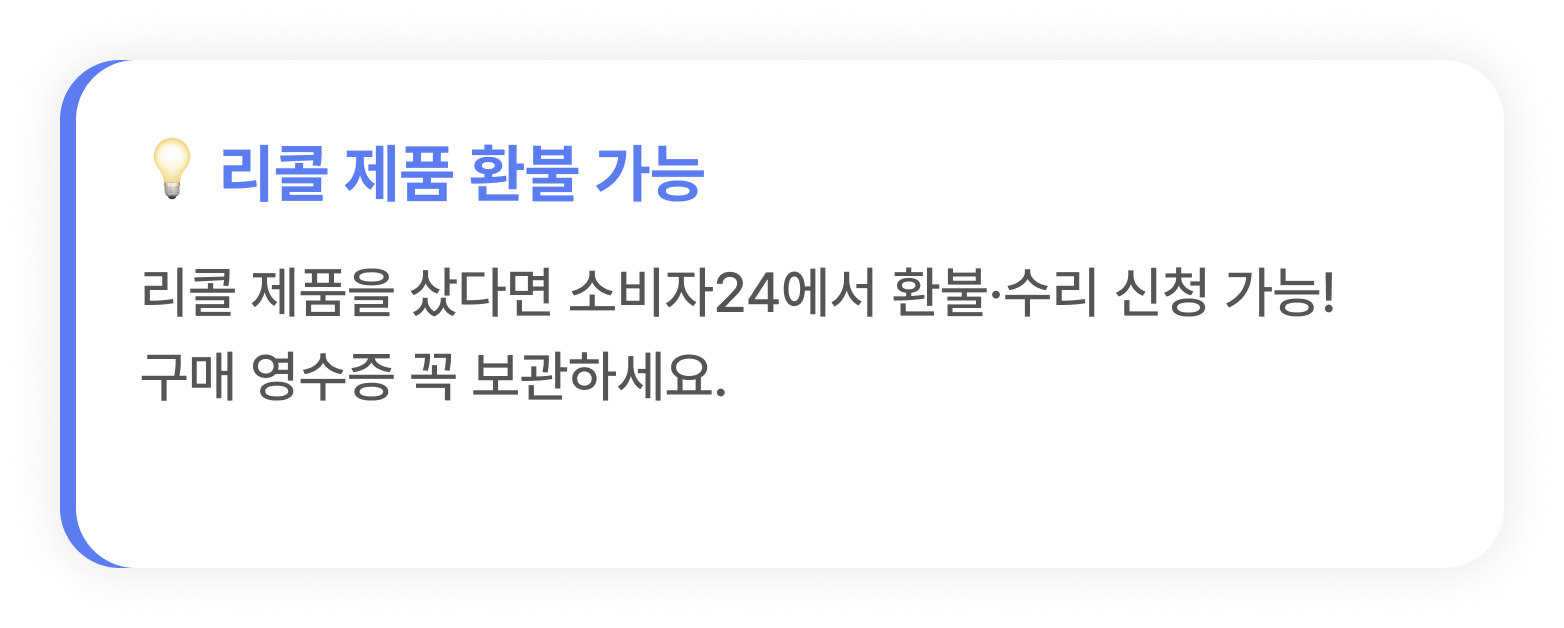 💡 리콜 제품 환불 가능
리콜 제품을 샀다면 소비자24에서 환불·수리 신청 가능!
구매 영수증 꼭 보관하세요.